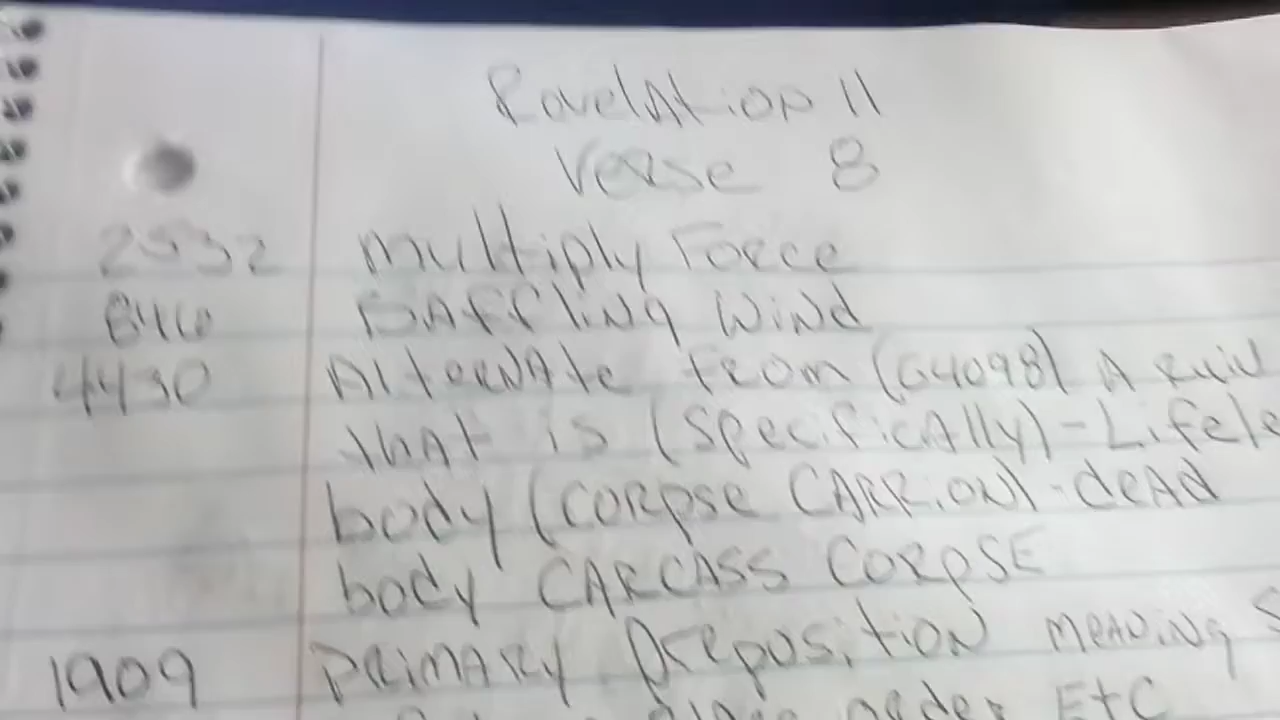 Revelation 11
Verse 8
2532 Multiply Force
846 Baffling Wind
4430 Alternate From (G4098) A
that is (specifically)-Lifele
body (corpse CARRION)-dead
body CARCASS CORPSE
1909 Primary Preposition meaning S
place order Etc